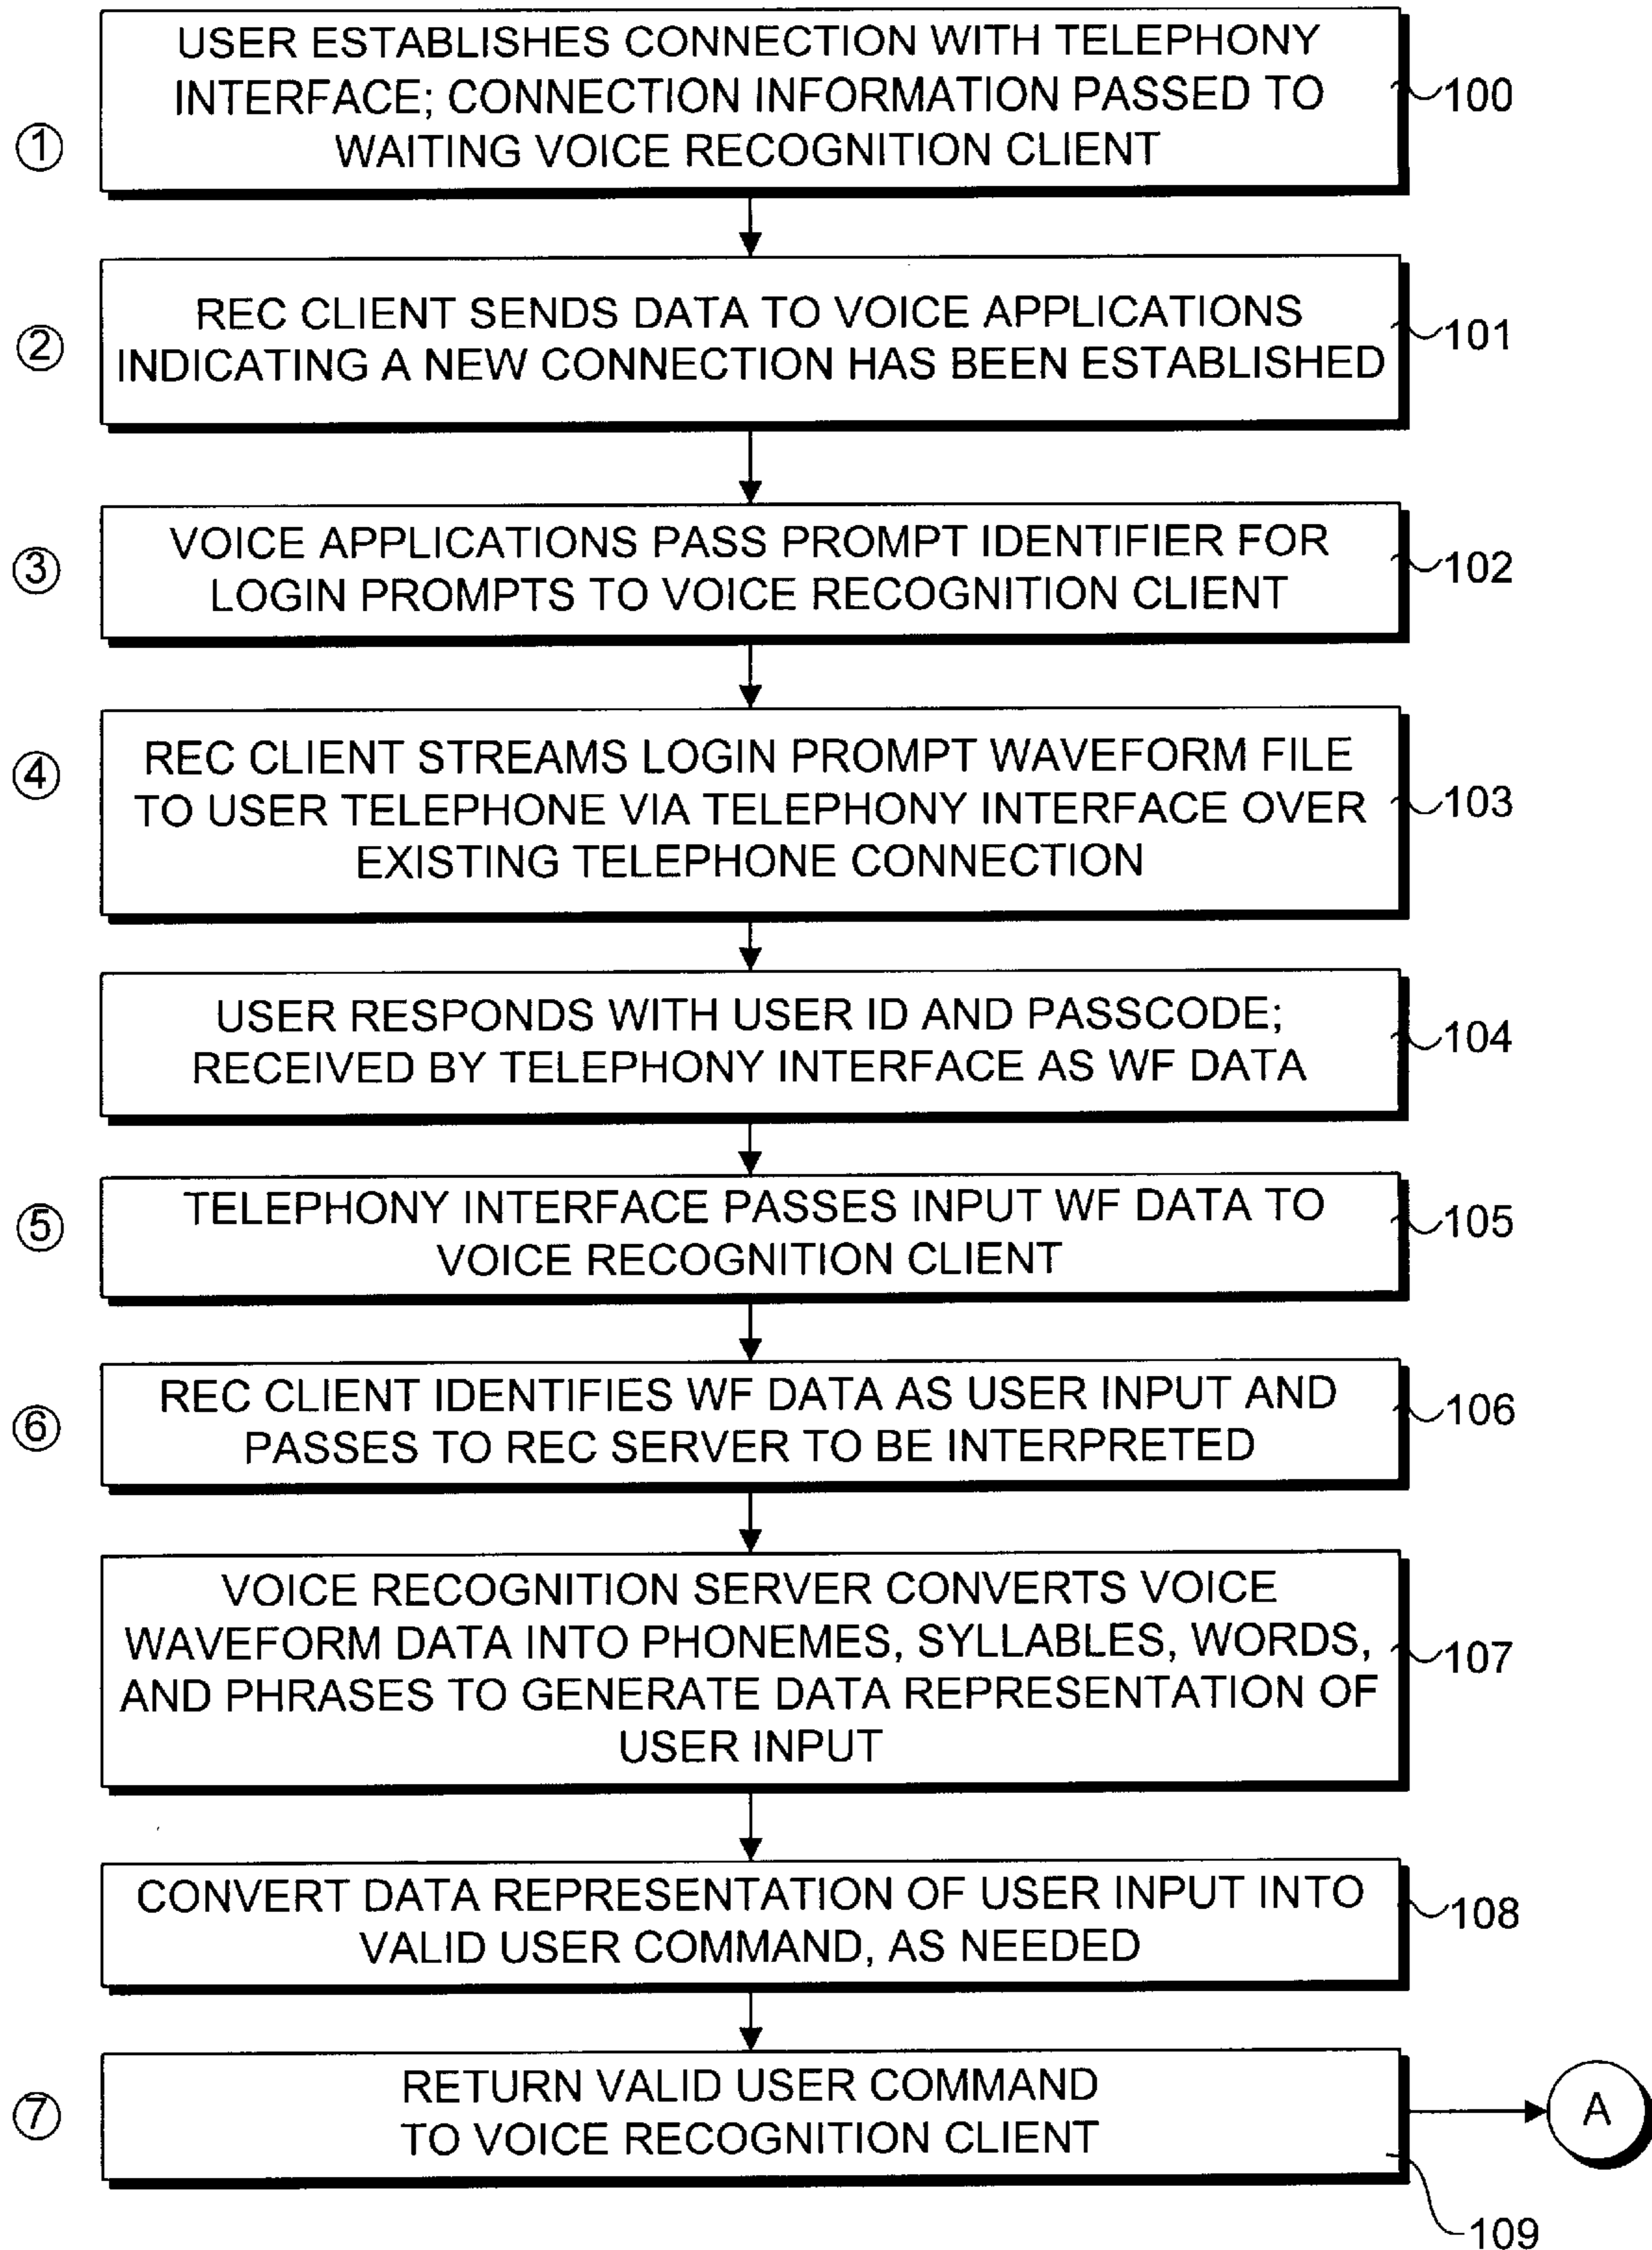 USER ESTABLISHES CONNECTION WITH TELEPHONY
INTERFACE; CONNECTION INFORMATION PASSED TO
WAITING VOICE RECOGNITION CLIENT
①
100
REC CLIENT SENDS DATA TO VOICE APPLICATIONS
INDICATING A NEW CONNECTION HAS BEEN ESTABLISHED
②
101
VOICE APPLICATIONS PASS PROMPT IDENTIFIER FOR
LOGIN PROMPTS TO VOICE RECOGNITION CLIENT
③
102
REC CLIENT STREAMS LOGIN PROMPT WAVEFORM FILE
TO USER TELEPHONE VIA TELEPHONY INTERFACE OVER
EXISTING TELEPHONE CONNECTION
④
103
USER RESPONDS WITH USER ID AND PASSCODE;
RECEIVED BY TELEPHONY INTERFACE AS WF DATA
104
TELEPHONY INTERFACE PASSES INPUT WF DATA TO
VOICE RECOGNITION CLIENT
⑤
105
REC CLIENT IDENTIFIES WF DATA AS USER INPUT AND
PASSES TO REC SERVER TO BE INTERPRETED
⑥
106
VOICE RECOGNITION SERVER CONVERTS VOICE
WAVEFORM DATA INTO PHONEMES, SYLLABLES, WORDS,
AND PHRASES TO GENERATE DATA REPRESENTATION OF
USER INPUT
107
CONVERT DATA REPRESENTATION OF USER INPUT INTO
VALID USER COMMAND, AS NEEDED
108
RETURN VALID USER COMMAND
TO VOICE RECOGNITION CLIENT
⑦
A
109